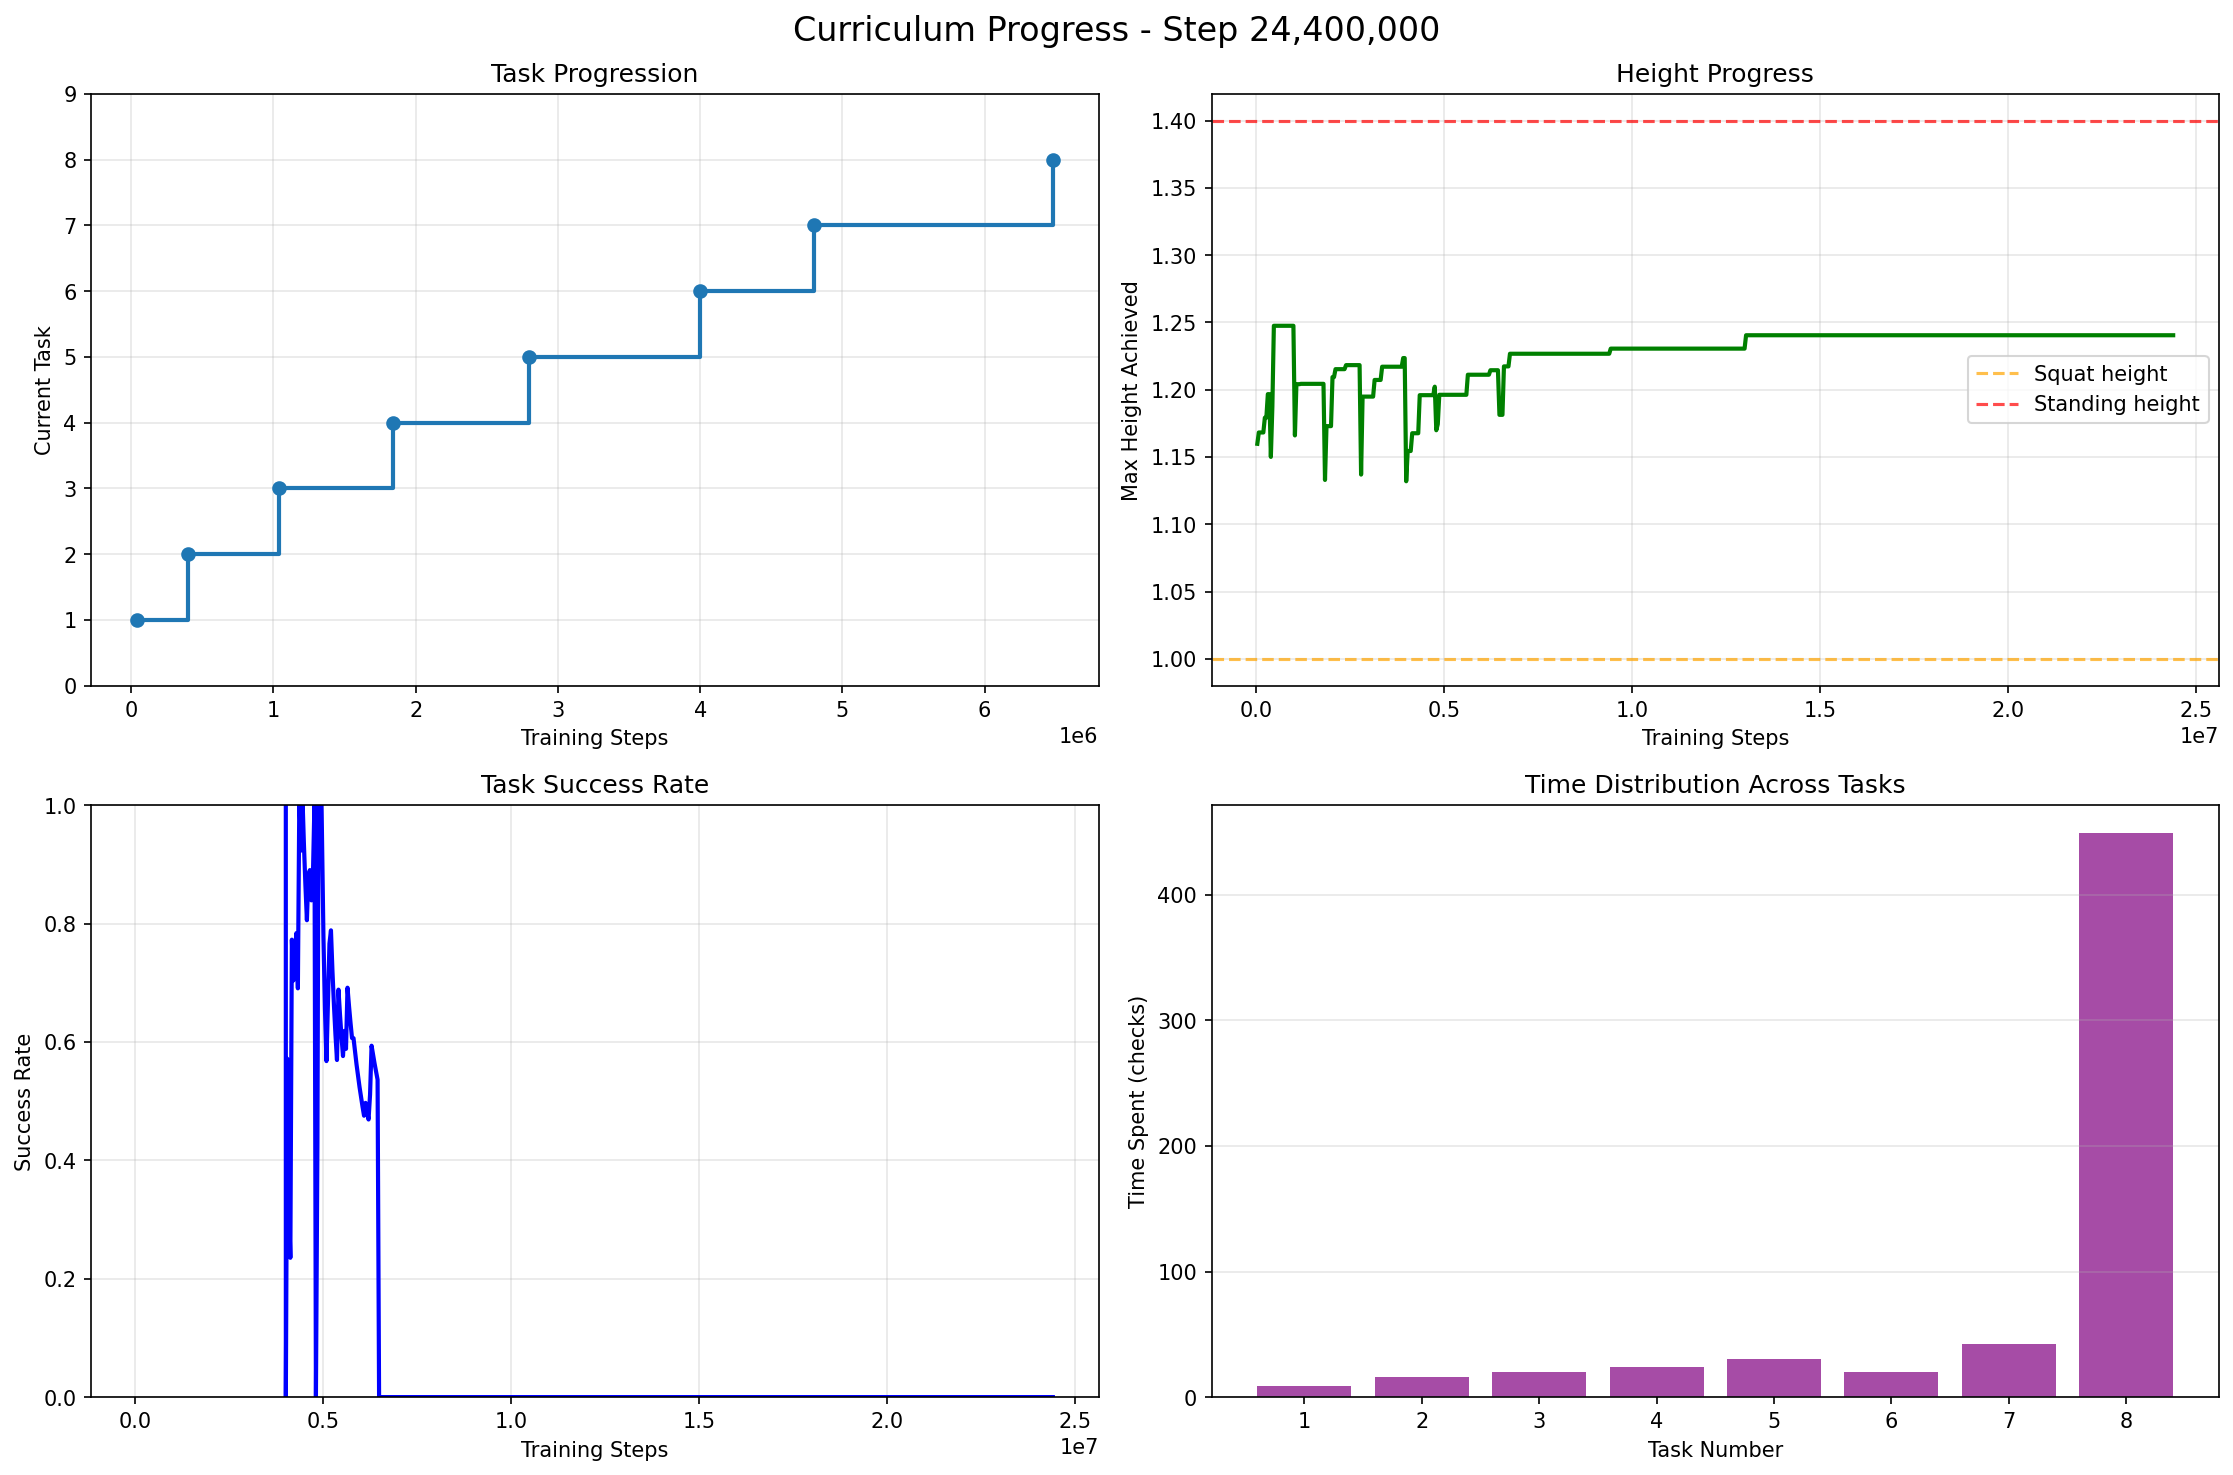 Curriculum Progress - Step 24,400,000
Task Progression
9
8
7
6
5
4
3
2
1
0
Current Task
0 1 2 3 4 5 6
1e6
Training Steps
Height Progress
1.40
1.35
1.30
1.25
1.20
1.15
1.10
1.05
1.00
Max Height Achieved
Squat height
Standing height
0.0 0.5 1.0 1.5 2.0 2.5
1e7
Training Steps
Task Success Rate
1.0
0.8
0.6
0.4
0.2
0.0
Success Rate
0.0 0.5 1.0 1.5 2.0 2.5
1e7
Training Steps
Time Distribution Across Tasks
400
300
200
100
0
Time Spent (checks)
1 2 3 4 5 6 7 8
Task Number